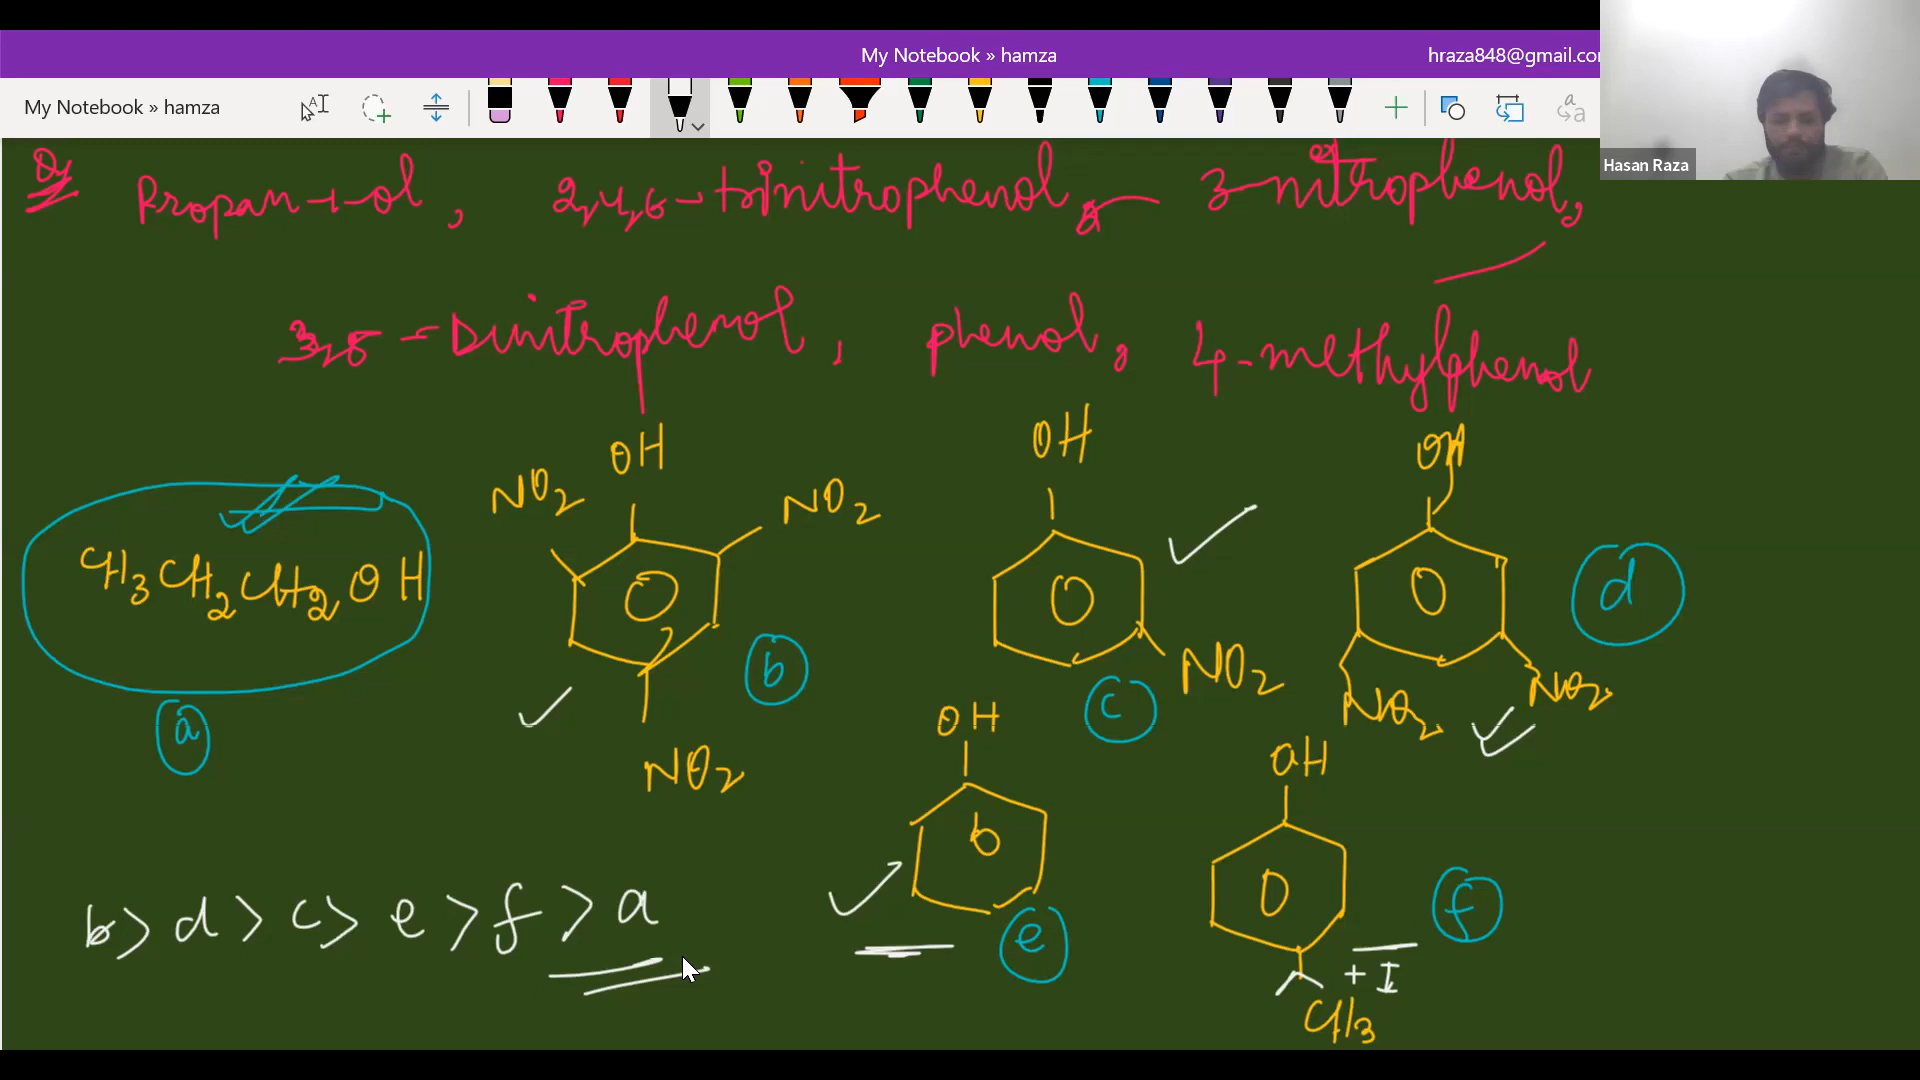 My Notebook » hamza
hraza848@gmail.co
My Notebook » hamza
Hasan Raza
Q Propan-1-ol, 2,4,6-trinitrophenol, 3-nitrophenol,
3,5-Dinitrophenol, phenol, 4-methylphenol
CH3CH2CH2OH
a
OH
NO2
NO2
NO2
b
OH
NO2
c
OH
NO2
NO2
d
OH
e
OH
CH3
+I
f
b > d > c > e > f > a